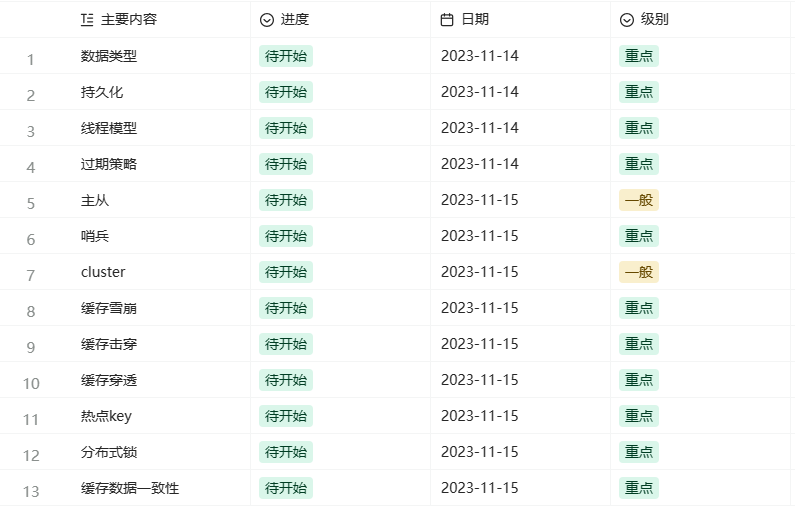 主要内容 进度 日期 级别
1 数据类型 待开始 2023-11-14 重点
2 持久化 待开始 2023-11-14 重点
3 线程模型 待开始 2023-11-14 重点
4 过期策略 待开始 2023-11-14 重点
5 主从 待开始 2023-11-15 一般
6 哨兵 待开始 2023-11-15 重点
7 cluster 待开始 2023-11-15 一般
8 缓存雪崩 待开始 2023-11-15 重点
9 缓存击穿 待开始 2023-11-15 重点
10 缓存穿透 待开始 2023-11-15 重点
11 热点key 待开始 2023-11-15 重点
12 分布式锁 待开始 2023-11-15 重点
13 缓存数据一致性 待开始 2023-11-15 重点